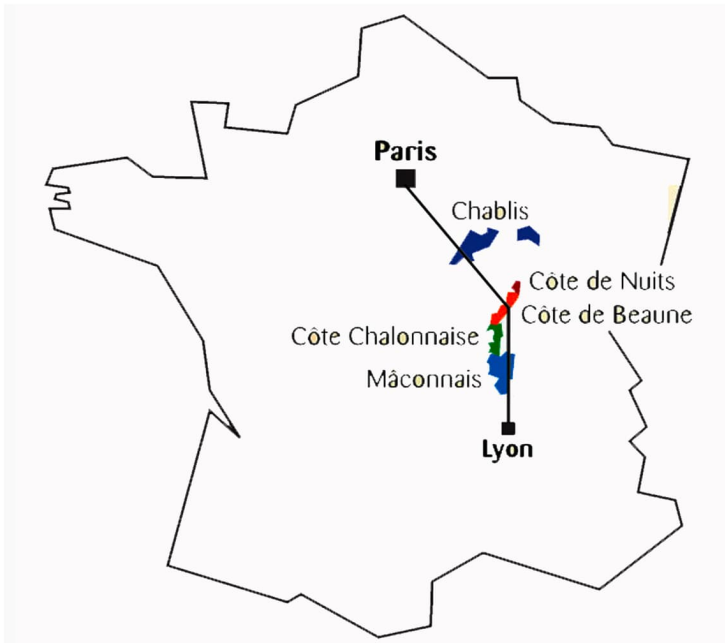 Paris
Chablis
Côte de Nuits
Côte de Beaune
Côte Chalonnaise
Mâconnais
Lyon